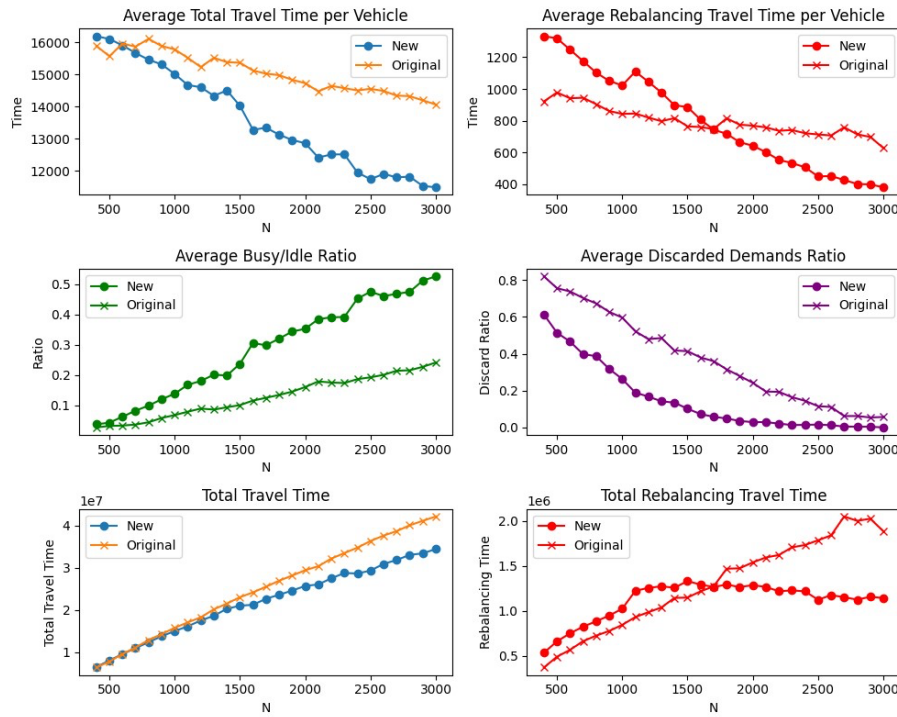 Average Total Travel Time per Vehicle
16000
15000
14000
13000
12000
Time
New
Original
500 1000 1500 2000 2500 3000
N
Average Rebalancing Travel Time per Vehicle
1200
1000
800
600
400
Time
New
Original
500 1000 1500 2000 2500 3000
N
Average Busy/Idle Ratio
0.5
0.4
0.3
0.2
0.1
Ratio
New
Original
500 1000 1500 2000 2500 3000
N
Average Discarded Demands Ratio
0.8
0.6
0.4
0.2
0.0
Discard Ratio
New
Original
500 1000 1500 2000 2500 3000
N
Total Travel Time
1e7
4
3
2
1
Total Travel Time
New
Original
500 1000 1500 2000 2500 3000
N
Total Rebalancing Travel Time
1e6
2.0
1.5
1.0
0.5
Rebalancing Time
New
Original
500 1000 1500 2000 2500 3000
N